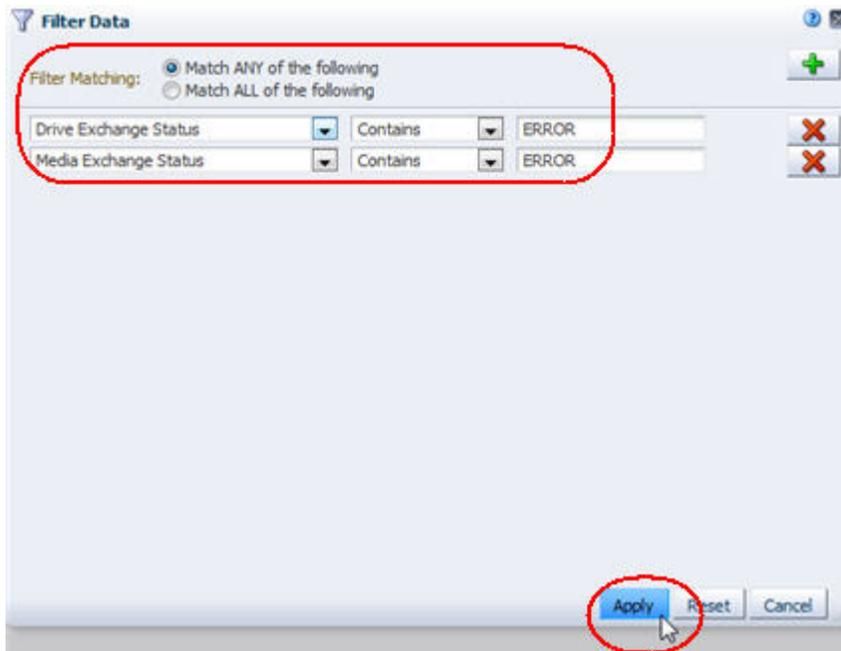 Filter Data
Filter Matching:
Match ANY of the following
Match ALL of the following
Drive Exchange Status Contains ERROR
Media Exchange Status Contains ERROR
Apply Reset Cancel